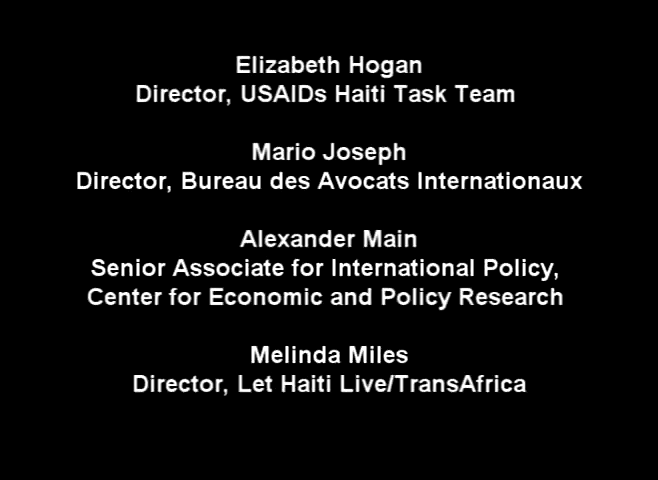 Elizabeth Hogan
Director, USAIDs Haiti Task Team
Mario Joseph
Director, Bureau des Avocats Internationaux
Alexander Main
Senior Associate for International Policy,
Center for Economic and Policy Research
Melinda Miles
Director, Let Haiti Live/TransAfrica